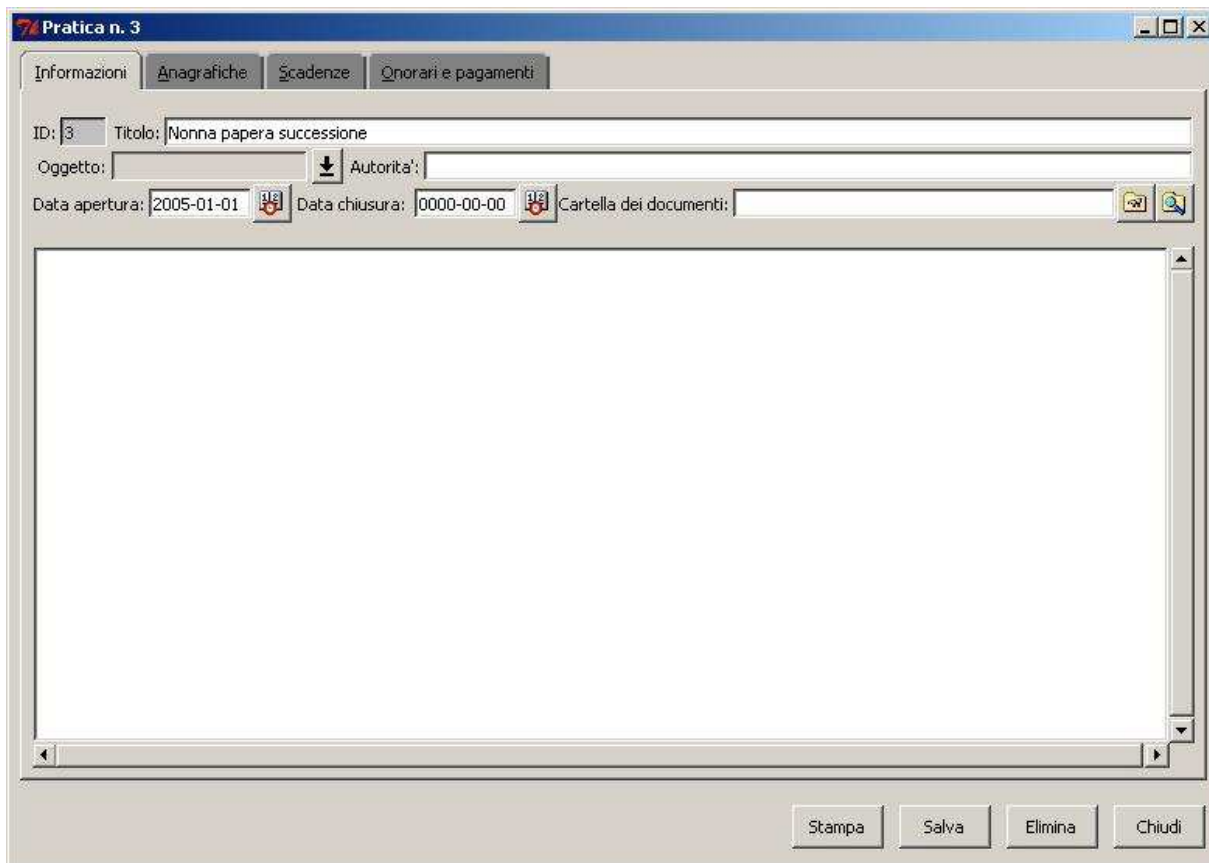 Pratica n. 3
Informazioni Anagrafiche Scadenze Onorari e pagamenti
ID: 3 Titolo: Nonna papera successione
Oggetto: Autorita':
Data apertura: 2005-01-01 Data chiusura: 0000-00-00 Cartella dei documenti:
Stampa Salva Elimina Chiudi